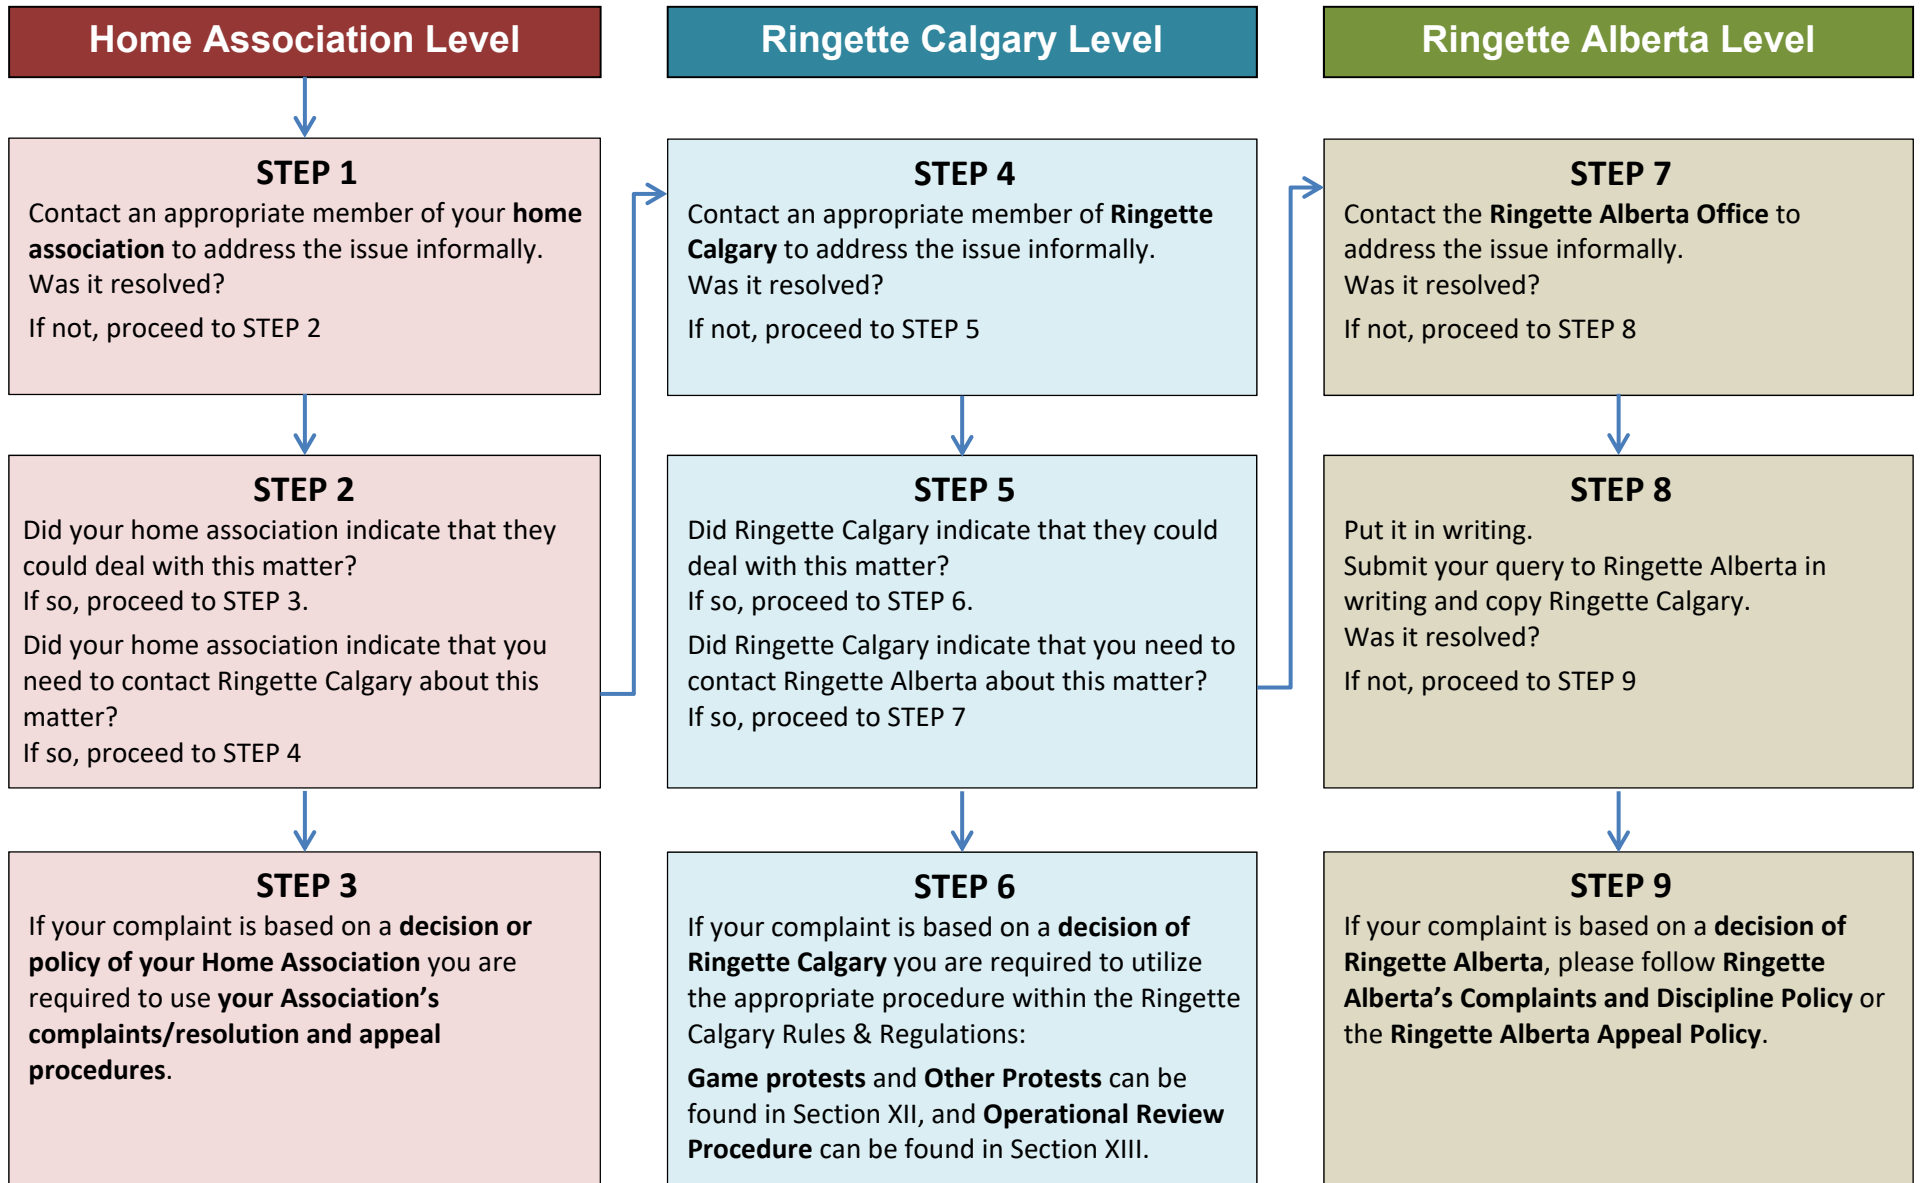 Home Association Level
STEP 1
Contact an appropriate member of your home
association to address the issue informally.
Was it resolved?
If not, proceed to STEP 2
STEP 2
Did your home association indicate that they
could deal with this matter?
If so, proceed to STEP 3.
Did your home association indicate that you
need to contact Ringette Calgary about this
matter?
If so, proceed to STEP 4
STEP 3
If your complaint is based on a decision or
policy of your Home Association you are
required to use your Association’s
complaints/resolution and appeal
procedures.
Ringette Calgary Level
STEP 4
Contact an appropriate member of Ringette
Calgary to address the issue informally.
Was it resolved?
If not, proceed to STEP 5
STEP 5
Did Ringette Calgary indicate that they could
deal with this matter?
If so, proceed to STEP 6.
Did Ringette Calgary indicate that you need to
contact Ringette Alberta about this matter?
If so, proceed to STEP 7
STEP 6
If your complaint is based on a decision of
Ringette Calgary you are required to utilize
the appropriate procedure within the Ringette
Calgary Rules & Regulations:
Game protests and Other Protests can be
found in Section XII, and Operational Review
Procedure can be found in Section XIII.
Ringette Alberta Level
STEP 7
Contact the Ringette Alberta Office to
address the issue informally.
Was it resolved?
If not, proceed to STEP 8
STEP 8
Put it in writing.
Submit your query to Ringette Alberta in
writing and copy Ringette Calgary.
Was it resolved?
If not, proceed to STEP 9
STEP 9
If your complaint is based on a decision of
Ringette Alberta, please follow Ringette
Alberta’s Complaints and Discipline Policy or
the Ringette Alberta Appeal Policy.